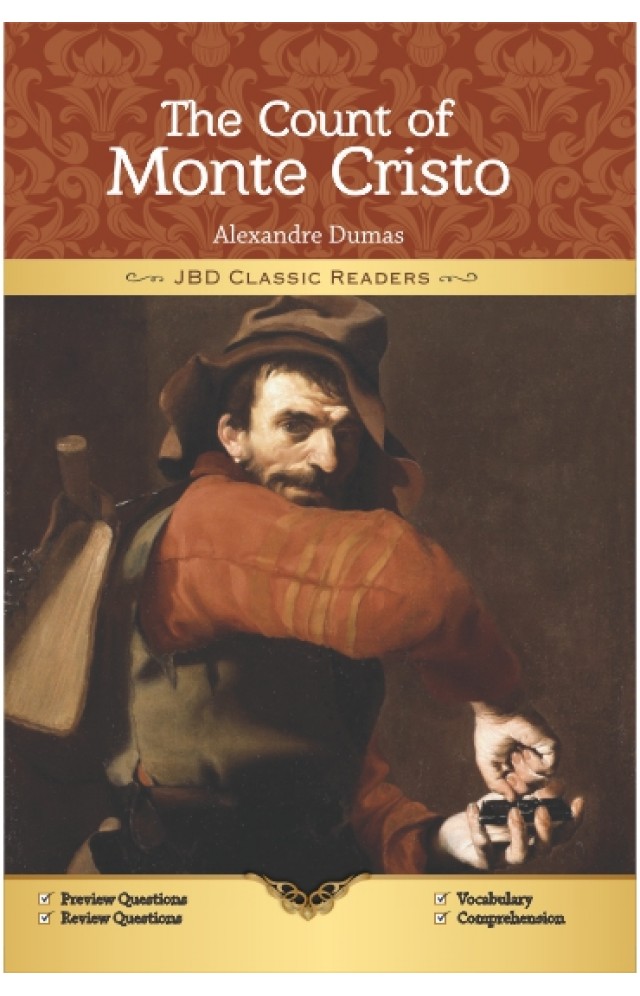 The Count of
Monte Cristo
Alexandre Dumas
JBD Classic Readers
Preview Questions
Review Questions
Vocabulary
Comprehension